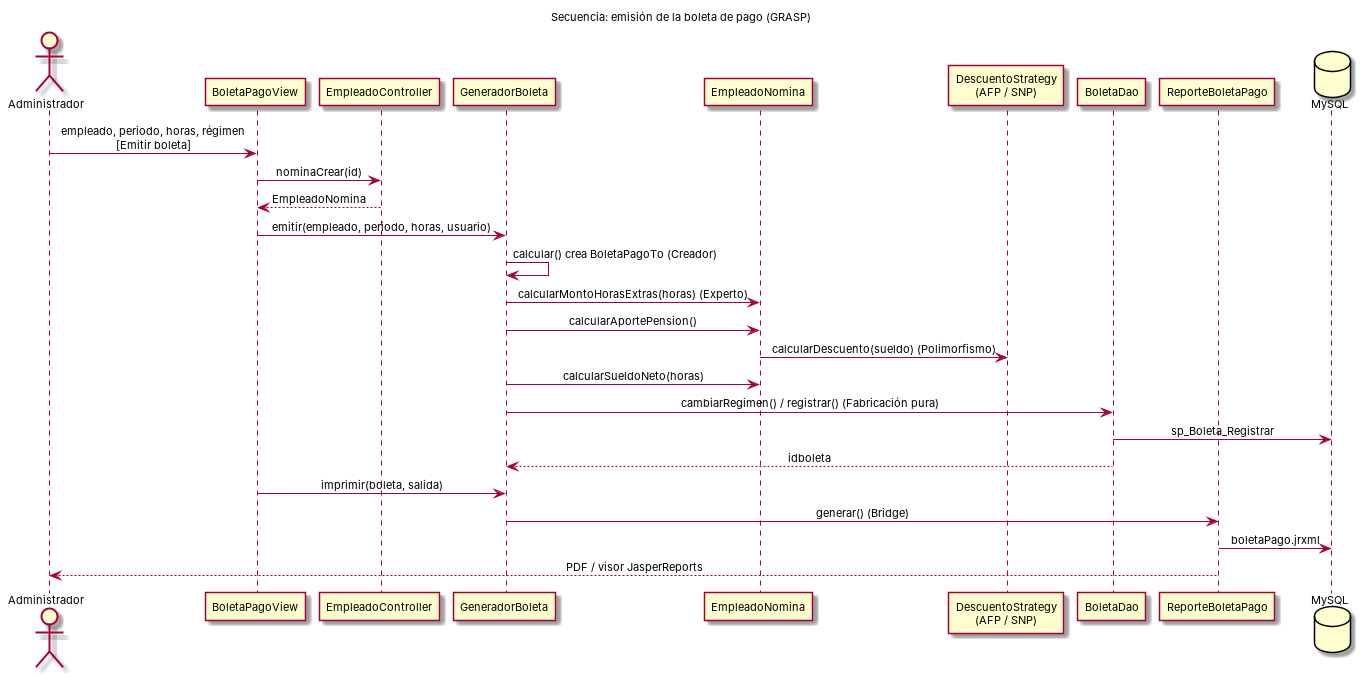 Secuencia: emisión de la boleta de pago (GRASP)
Administrador
BoletaPagoView
EmpleadoController
GeneradorBoleta
EmpleadoNomina
DescuentoStrategy
(AFP / SNP)
BoletaDao
ReporteBoletaPago
MySQL
empleado, periodo, horas, régimen
[Emitir boleta]
nominaCrear(id)
EmpleadoNomina
emitir(empleado, periodo, horas, usuario)
calcular() crea BoletaPagoTo (Creador)
calcularMontoHorasExtras(horas) (Experto)
calcularAportePension()
calcularDescuento(sueldo) (Polimorfismo)
calcularSueldoNeto(horas)
cambiarRegimen() / registrar() (Fabricación pura)
sp_Boleta_Registrar
idboleta
imprimir(boleta, salida)
generar() (Bridge)
boletaPago.jrxml
PDF / visor JasperReports
Administrador
BoletaPagoView
EmpleadoController
GeneradorBoleta
EmpleadoNomina
DescuentoStrategy
(AFP / SNP)
BoletaDao
ReporteBoletaPago
MySQL